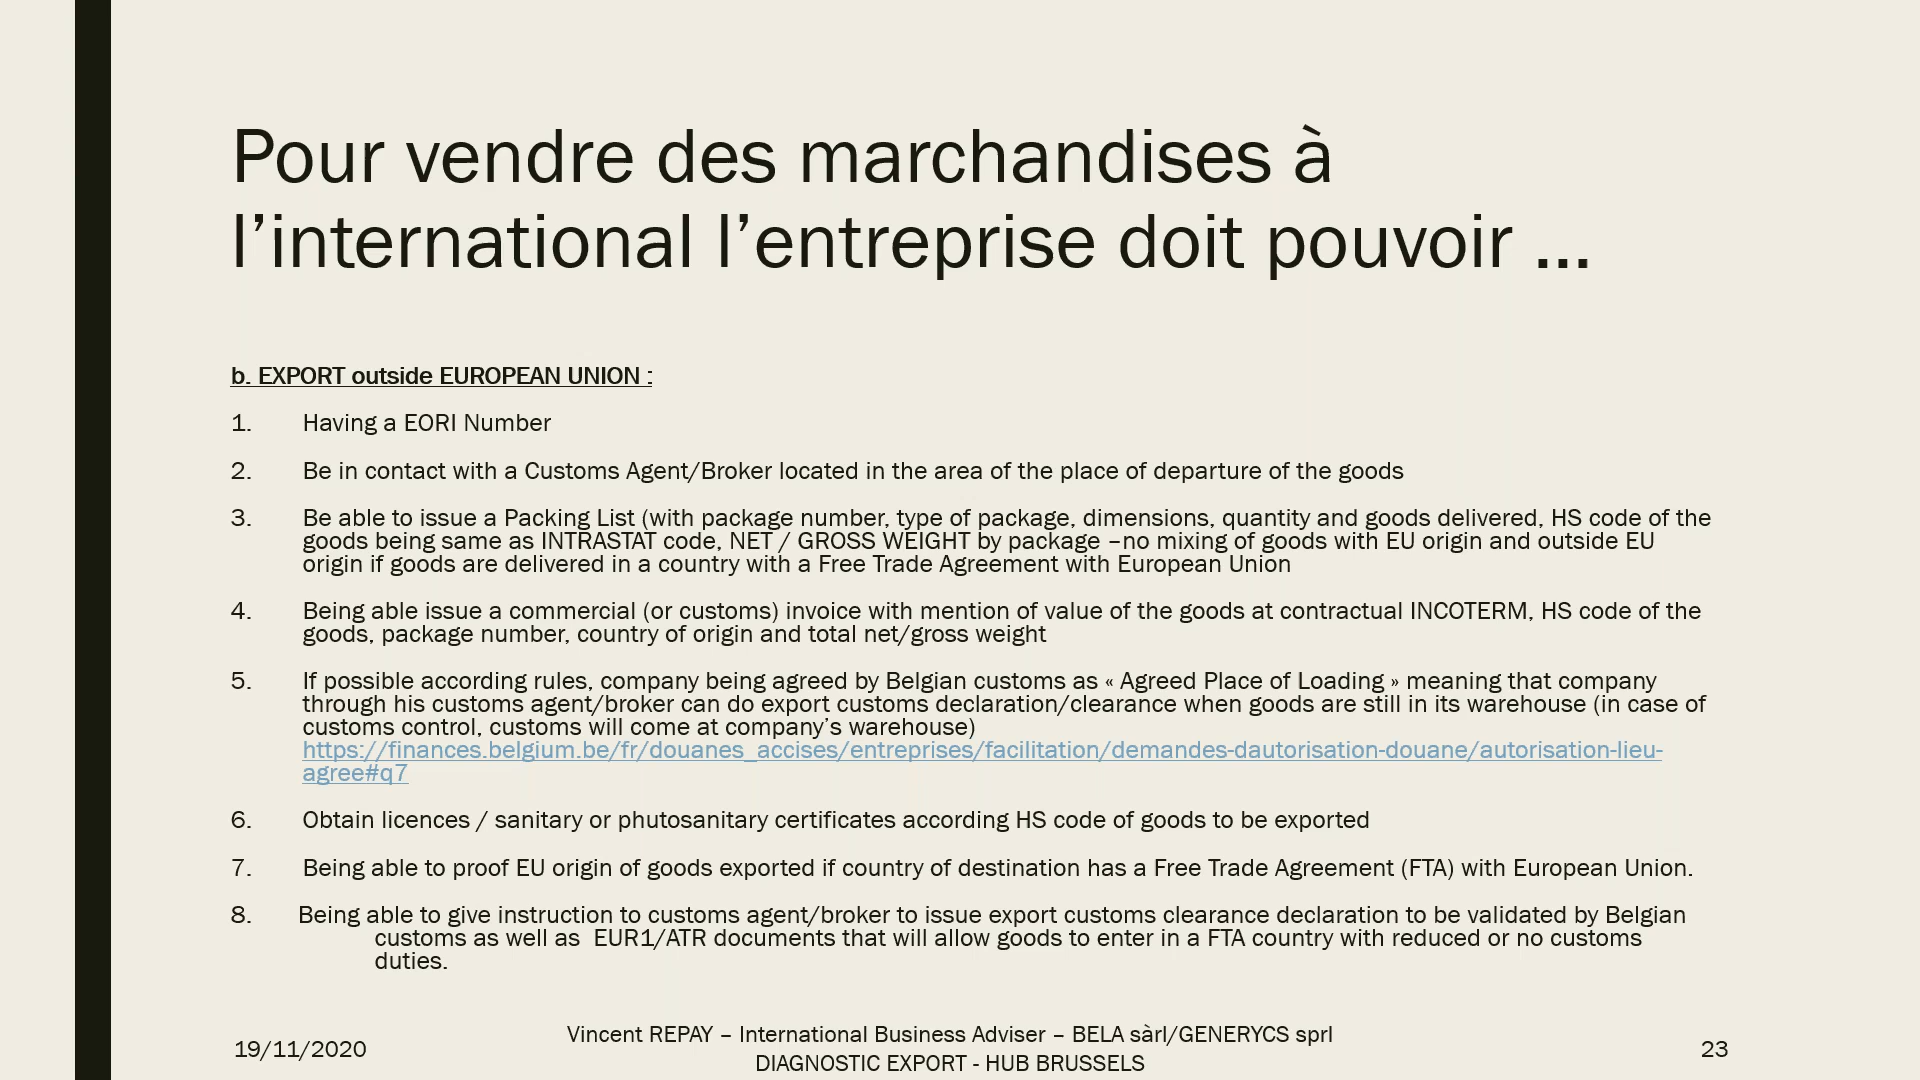 Pour vendre des marchandises à
l’international l’entreprise doit pouvoir ...
b. EXPORT outside EUROPEAN UNION :
1. Having a EORI Number
2. Be in contact with a Customs Agent/Broker located in the area of the place of departure of the goods
3. Be able to issue a Packing List (with package number, type of package, dimensions, quantity and goods delivered, HS code of the
goods being same as INTRASTAT code, NET / GROSS WEIGHT by package –no mixing of goods with EU origin and outside EU
origin if goods are delivered in a country with a Free Trade Agreement with European Union
4. Being able issue a commercial (or customs) invoice with mention of value of the goods at contractual INCOTERM, HS code of the
goods, package number, country of origin and total net/gross weight
5. If possible according rules, company being agreed by Belgian customs as « Agreed Place of Loading » meaning that company
through his customs agent/broker can do export customs declaration/clearance when goods are still in its warehouse (in case of
customs control, customs will come at company’s warehouse)
https://finances.belgium.be/fr/douanes_accises/entreprises/facilitation/demandes-dautorisation-douane/autorisation-lieu-
agree#q7
6. Obtain licences / sanitary or phutosanitary certificates according HS code of goods to be exported
7. Being able to proof EU origin of goods exported if country of destination has a Free Trade Agreement (FTA) with European Union.
8. Being able to give instruction to customs agent/broker to issue export customs clearance declaration to be validated by Belgian
customs as well as  EUR1/ATR documents that will allow goods to enter in a FTA country with reduced or no customs
duties.
19/11/2020
Vincent REPAY – International Business Adviser – BELA sàrl/GENERYCS sprl
DIAGNOSTIC EXPORT - HUB BRUSSELS
23